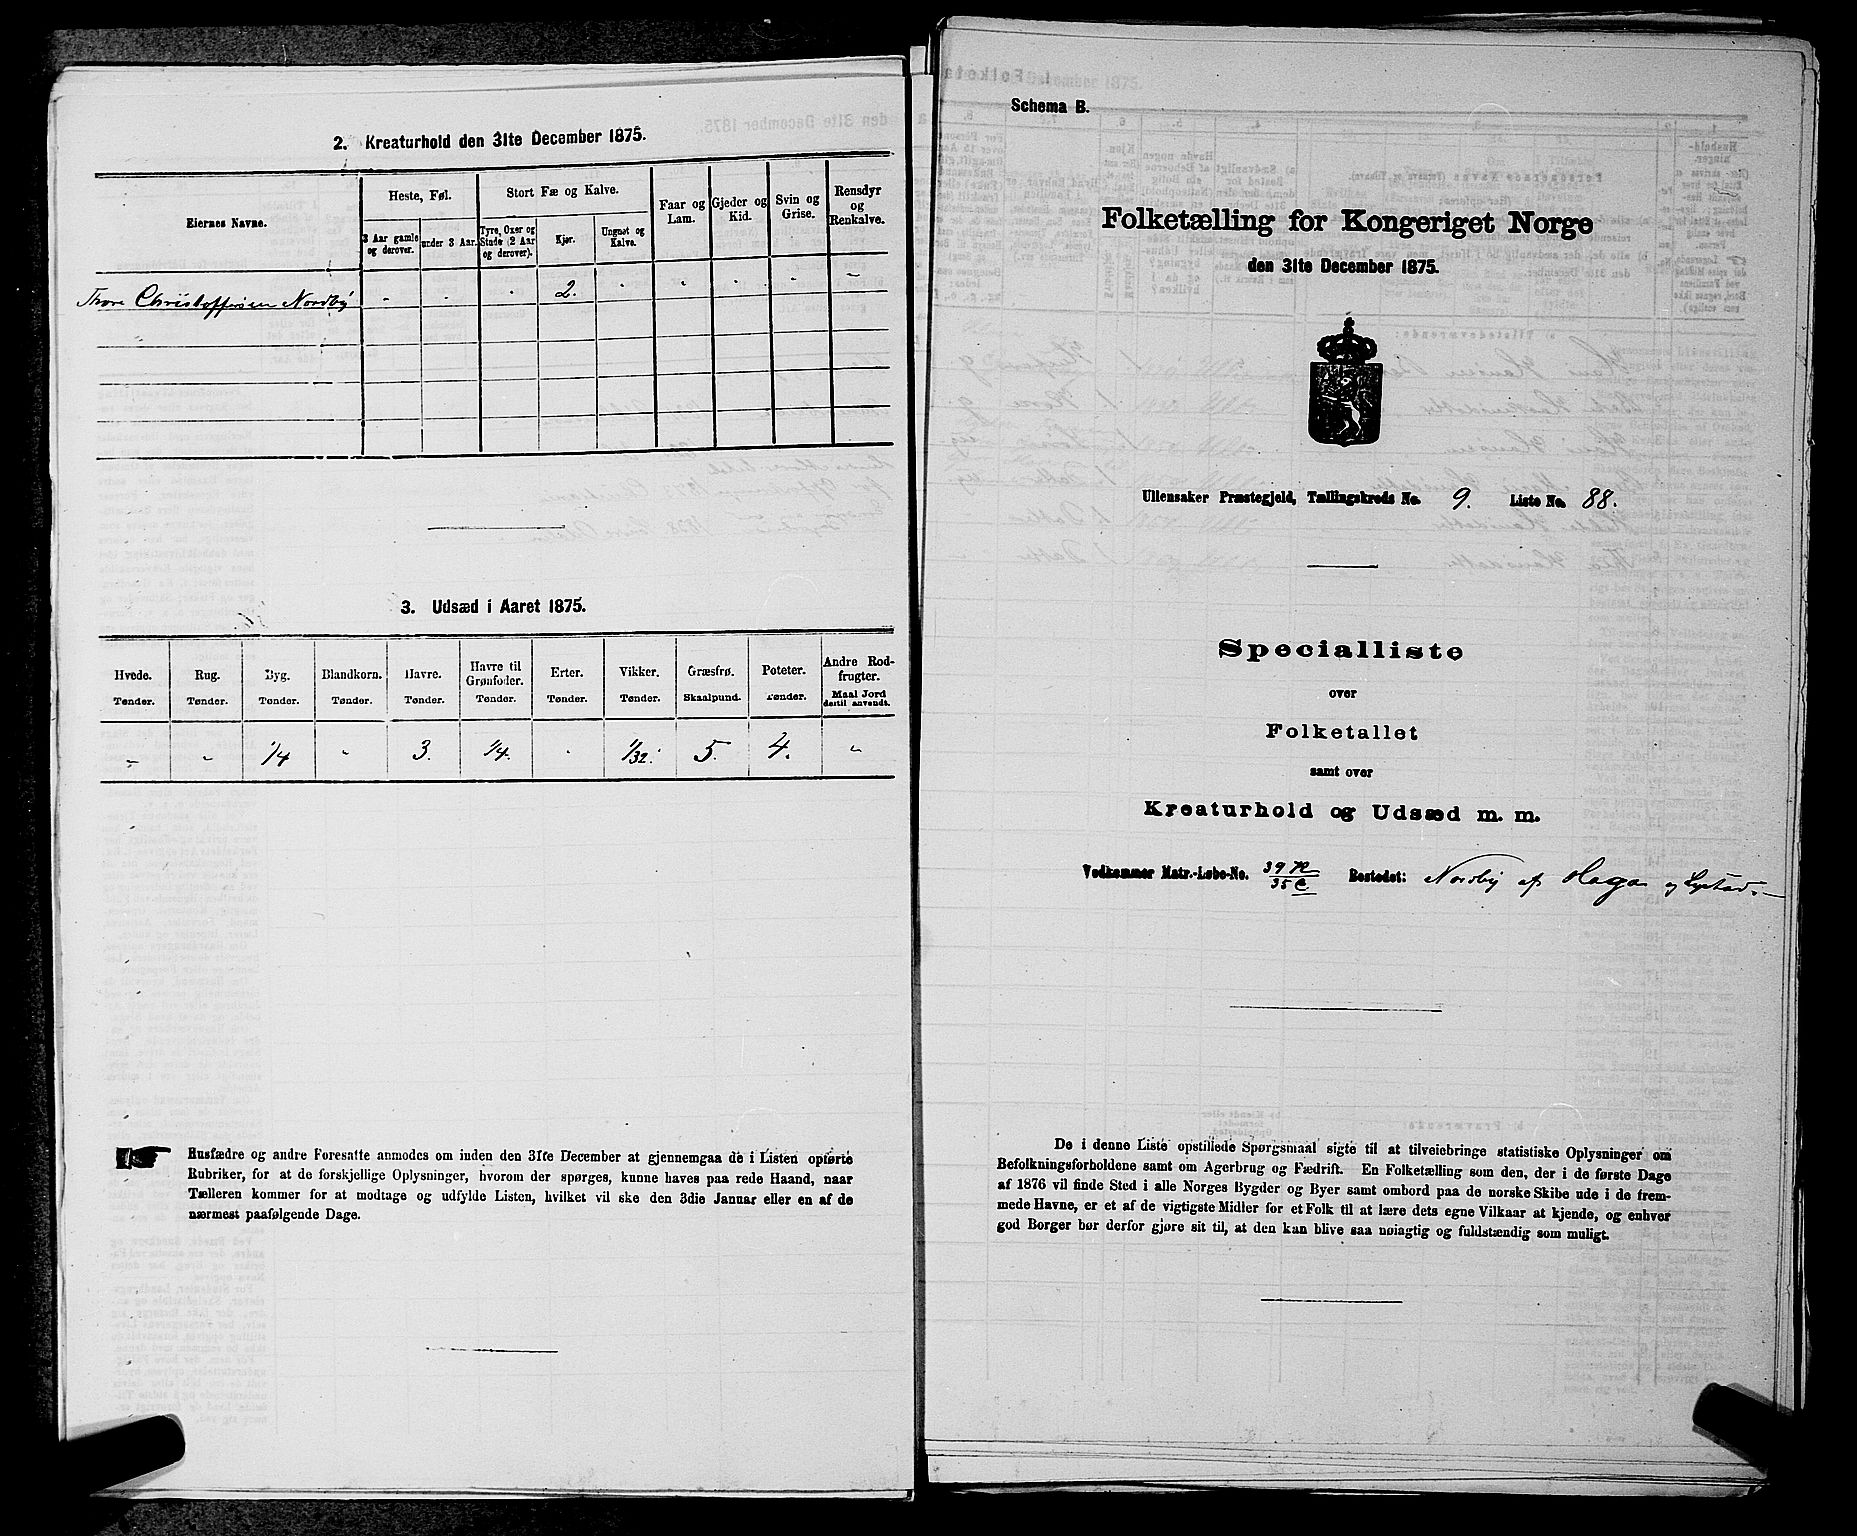 2. Kreaturhold den 31te December 1875.
Eiernes Navne.
Heste, Føl.
3 Aar gamle og derover.
under 3 Aar.
Stort Fæ og Kalve.
Tyre, Oxer og Stude (2 Aar og derover).
Kjør.
Ungnøt og Kalve.
Faar og Lam.
Gjeder og Kid.
Svin og Grise.
Rensdyr og Renkalve.
Thore Christoffersen Nordby - - " 2. " " " " -
3. Udsæd i Aaret 1875.
Hvede. Rug. Byg. Blandkorn. Havre. Havre til Grønfoder. Erter. Vikker. Græsfrø. Poteter. Andre Rodfrugter.
Tønder. Tønder. Tønder. Tønder. Tønder. Tønder. Tønder. Tønder. Skaalpund. Tønder. Maal Jord dertil anvendt.
" " 1/4 " 3. 1/4. " 1/32. 5. 4. "
Husfædre og andre Foresatte anmodes om inden den 31te December at gjennemgaa de i Listen opførte
Rubriker, for at de forskjellige Oplysninger, hvorom der spørges, kunne haves paa rede Haand, naar
Tælleren kommer for at modtage og udfylde Listen, hvilket vil ske den 3die Januar eller en af de
nærmest paafølgende Dage.
Schema B.
Folketælling for Kongeriget Norge
den 31te December 1875.
Ullensaker Præstegjeld, Tællingskreds No. 9. Liste No. 88.
Specialliste
over
Folketallet
samt over
Kreaturhold og Udsæd m. m.
Vedkommer Matr.-Løbe-No. 39 / 35 Bostedet: Nordby af Haga og
De i denne Liste opstillede Spørgsmaal sigte til at tilveiebringe statistiske Oplysninger om
Befolkningsforholdene samt om Agerbrug og Fædrift. En Folketælling som den, der i de første Dage
af 1876 vil finde Sted i alle Norges Bygder og Byer samt ombord paa de norske Skibe ude i de frem-
mede Havne, er et af de vigtigste Midler for et Folk til at lære dets egne Vilkaar at kjende, og enhver
god Borger bør derfor gjøre sit til, at den kan blive saa nøiagtig og fuldstændig som muligt.